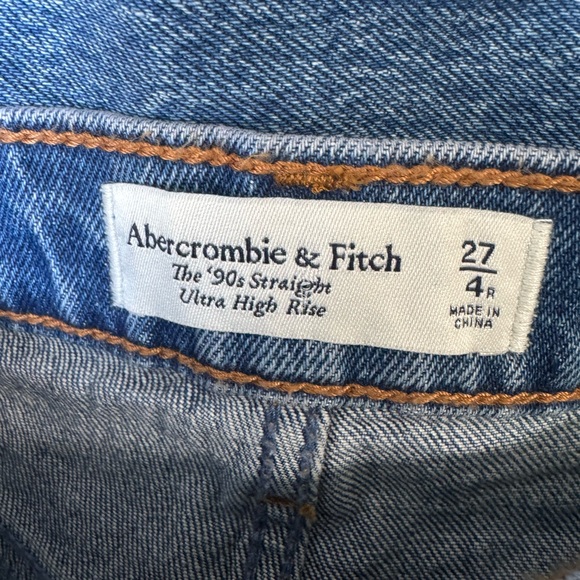 Abercrombie & Fitch
The '90s Straight
Ultra High Rise
27
4R
MADE IN
CHINA